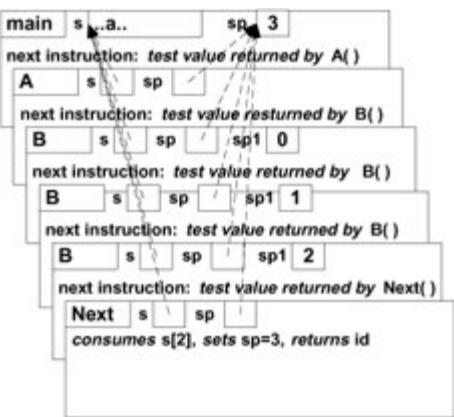 main s ..a.. sp 3
next instruction: test value returned by A( )
A s sp
next instruction: test value resturned by B( )
B s sp sp1 0
next instruction: test value returned by B( )
B s sp sp1 1
next instruction: test value returned by B( )
B s sp sp1 2
next instruction: test value returned by Next( )
Next s sp
consumes s[2], sets sp=3, returns id